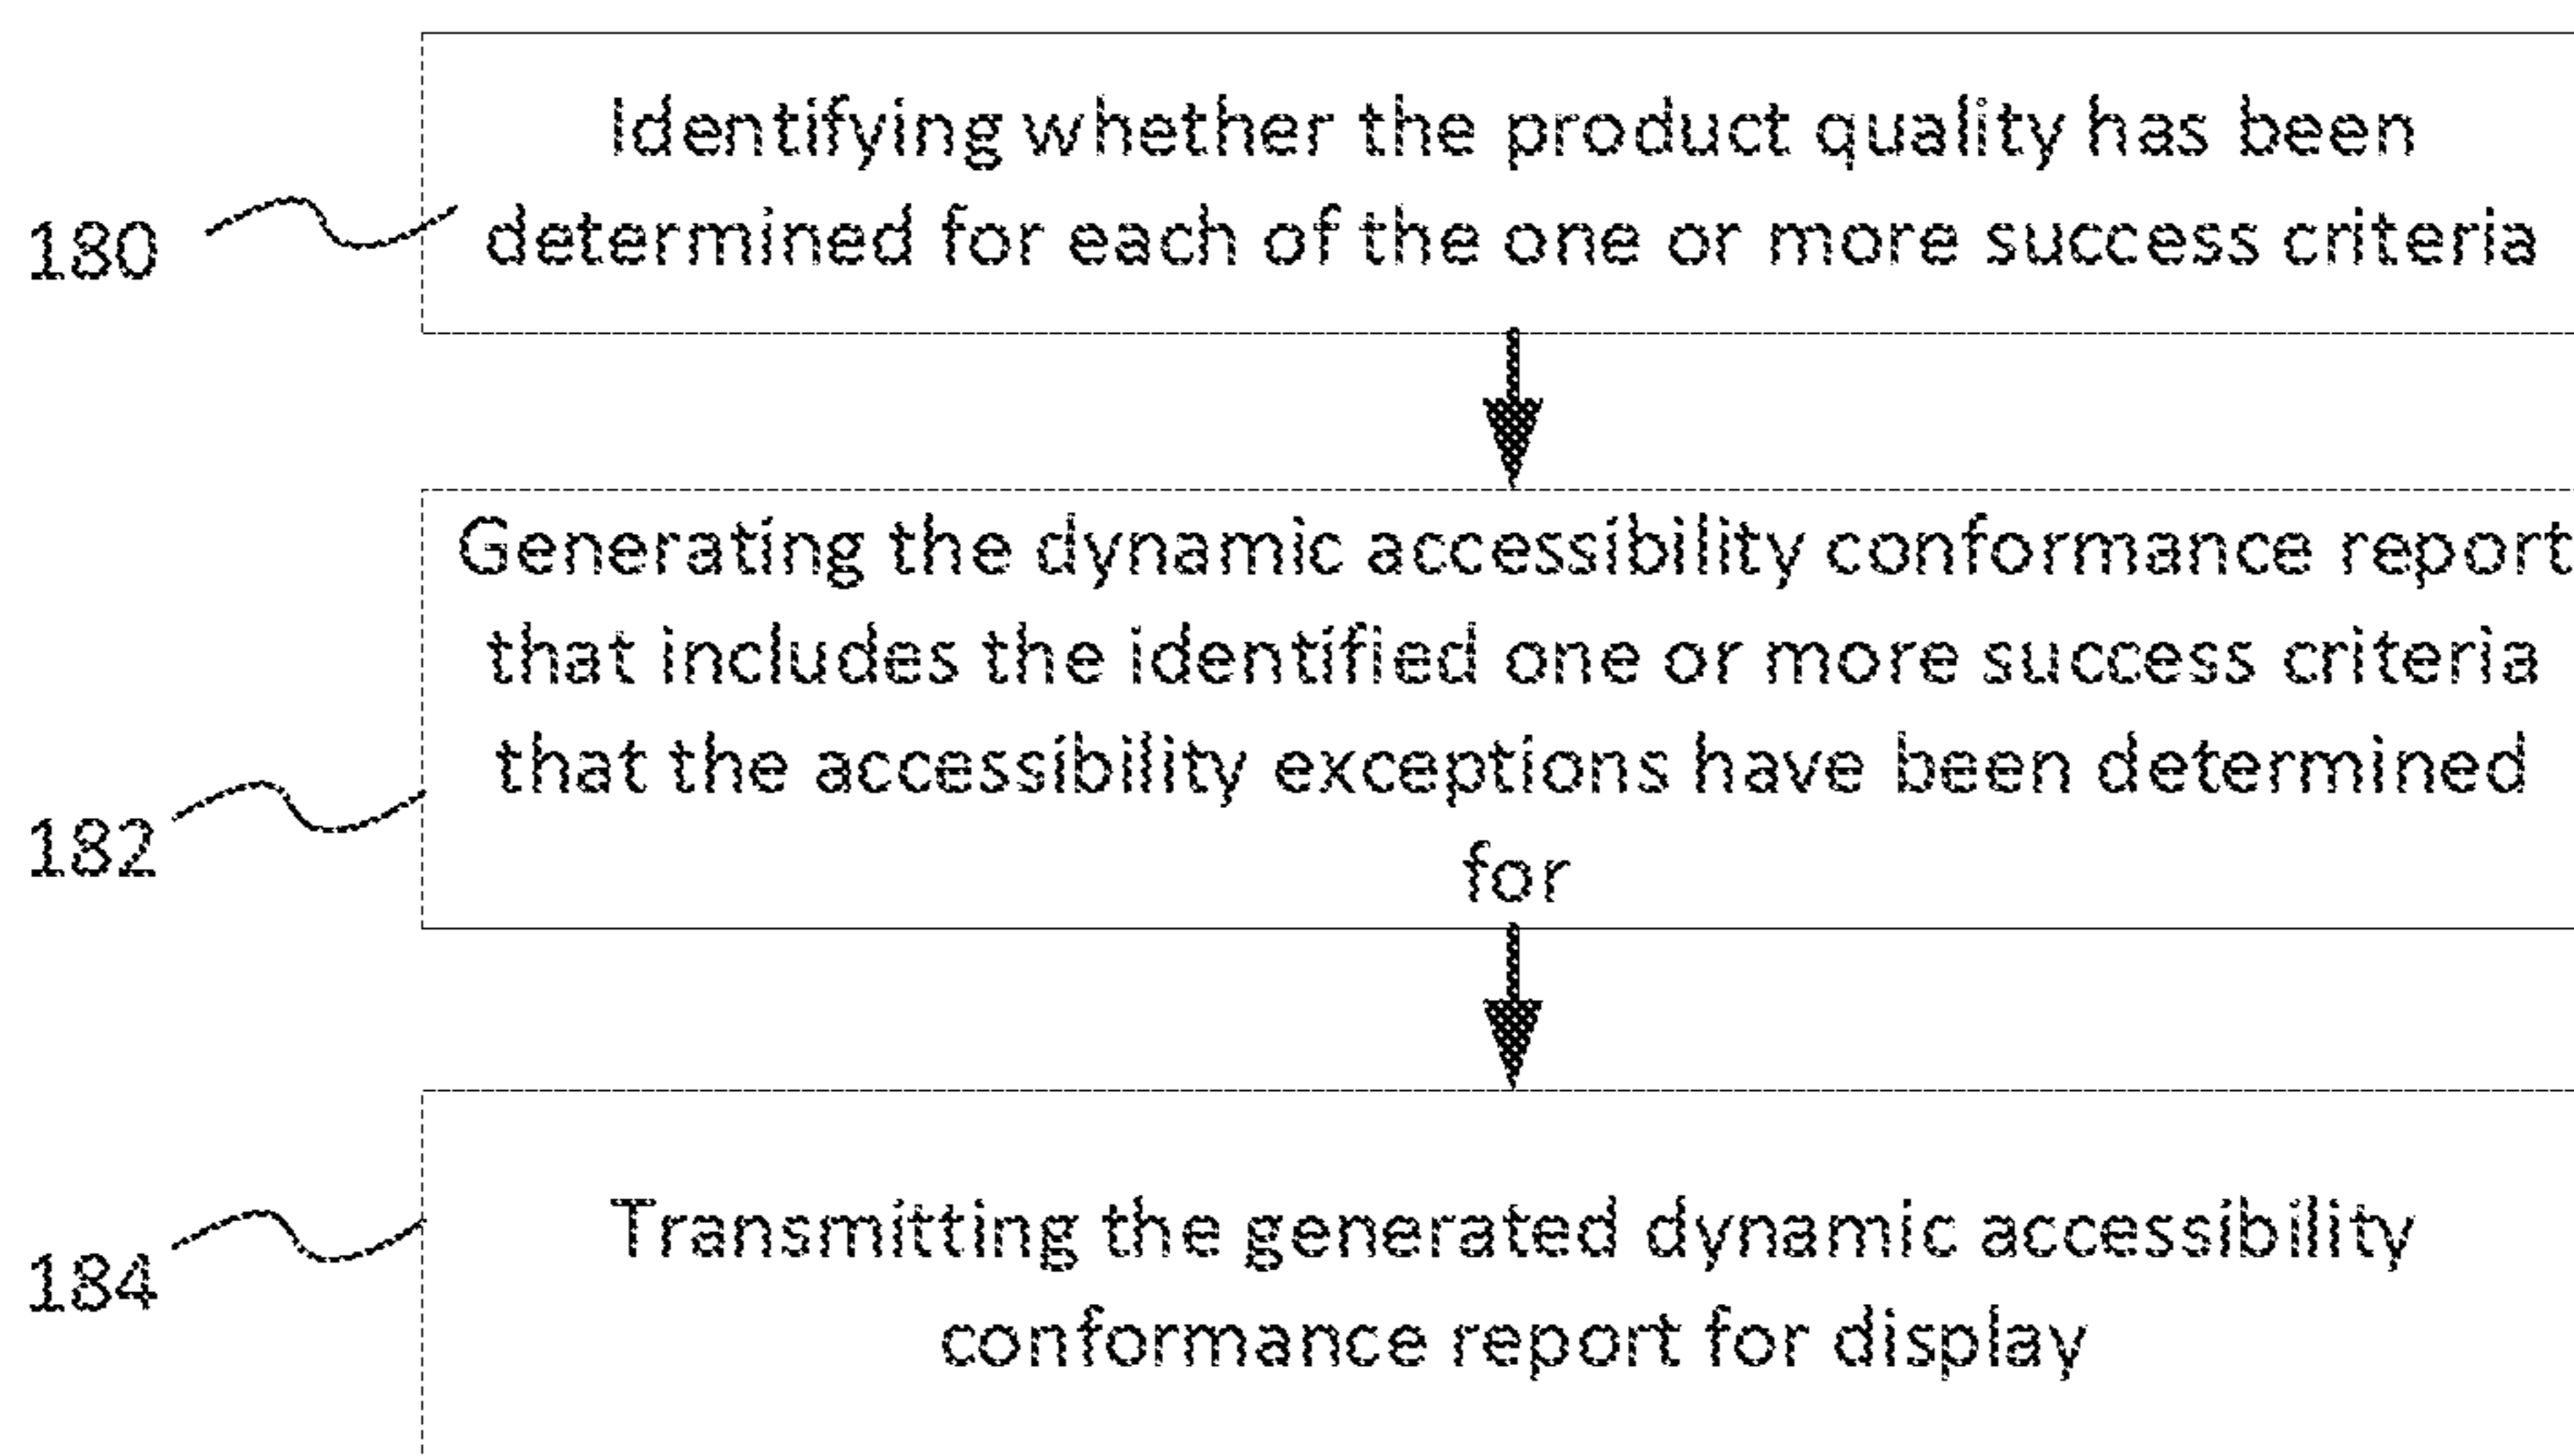 Identifying whether the product quality has been
180
determined for each of the one or more success criteria
Generating the dynamic accessibility conformance report
that includes the identified one or more success criteria
that the accessibility exceptions have been determined
182
for
Transmitting the generated dynamic accessibility
184
conformance report for display